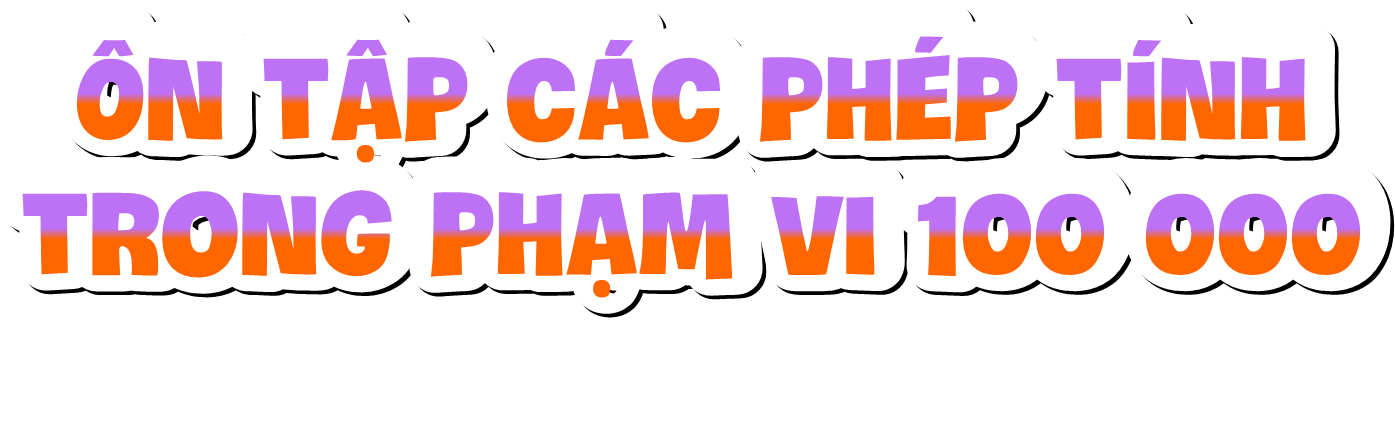 ÔN TẬP CÁC PHÉP TÍNH
TRONG PHẠM VI 100 000